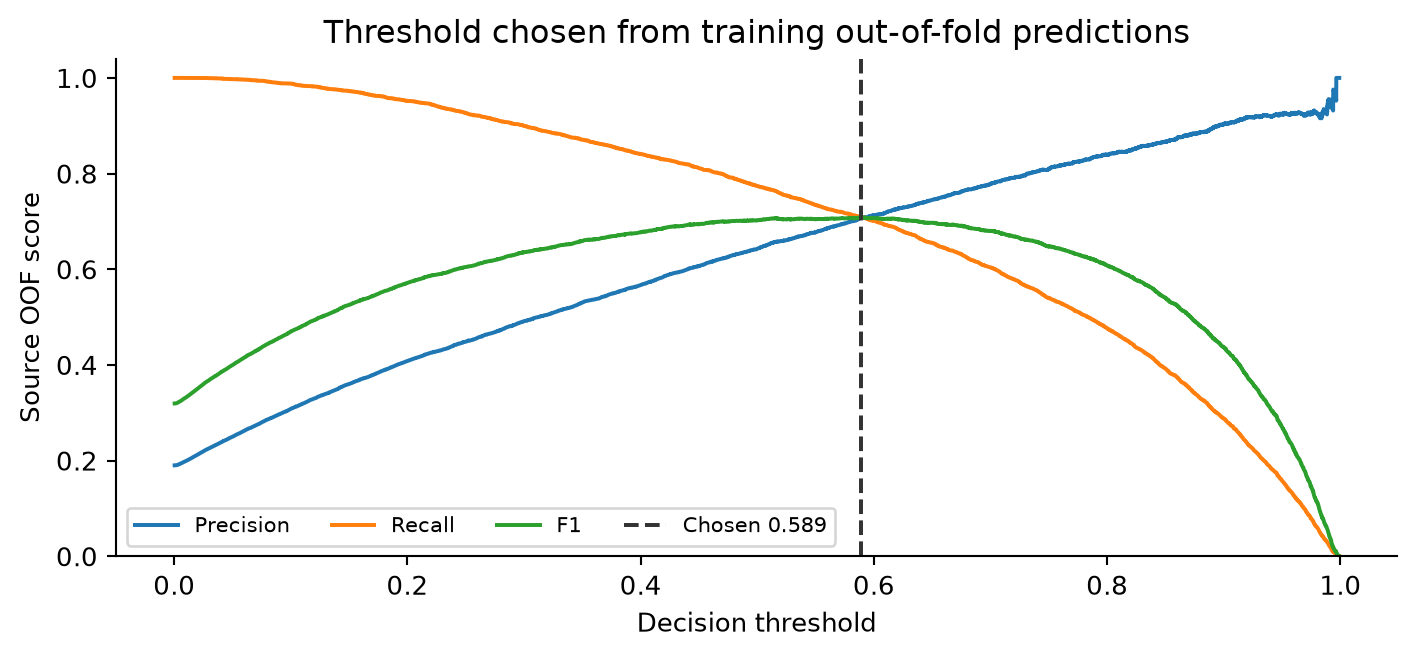 Threshold chosen from training out-of-fold predictions
Source OOF score
1.0
0.8
0.6
0.4
0.2
0.0
Precision Recall F1 Chosen 0.589
0.0 0.2 0.4 0.6 0.8 1.0
Decision threshold